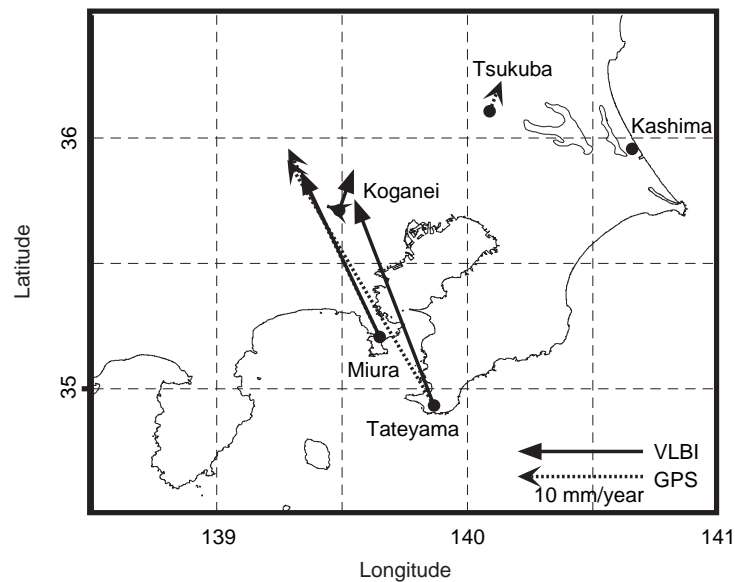 Tsukuba
Kashima
36
Koganei
Latitude
Miura
35
Tateyama
VLBI
GPS
10 mm/year
139
140
141
Longitude